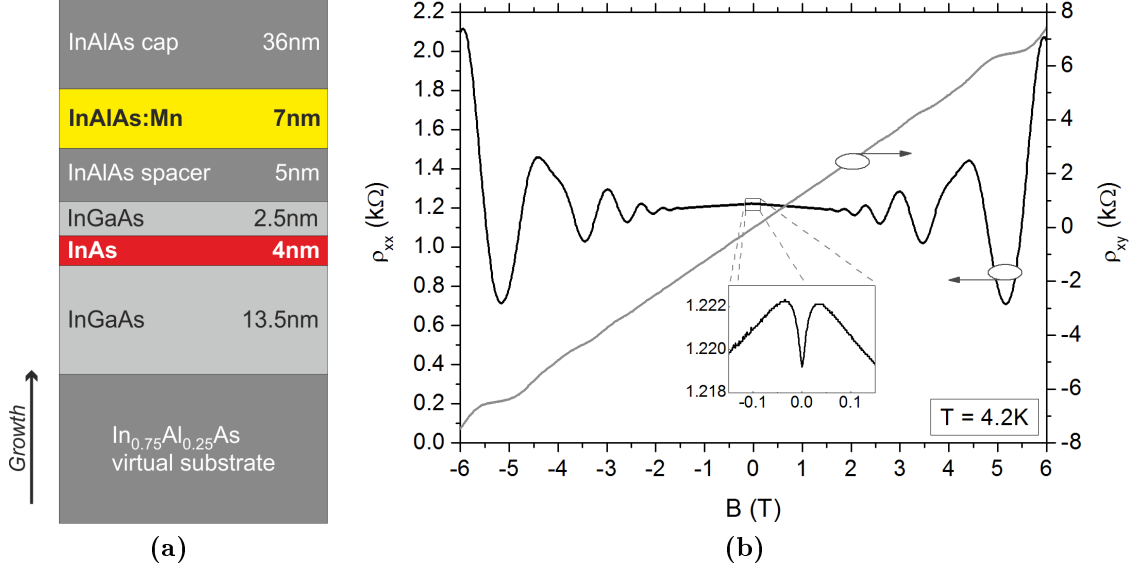 InAlAs cap 36nm
InAlAs:Mn 7nm
InAlAs spacer 5nm
InGaAs 2.5nm
InAs 4nm
InGaAs 13.5nm
Growth
In0.75Al0.25As
virtual substrate
(a)
2.2
2.0
1.8
1.6
1.4
1.2
1.0
0.8
0.6
0.4
0.2
0.0
ρxx (kΩ)
8
6
4
2
0
-2
-4
-6
-8
ρxy (kΩ)
1.222
1.220
1.218
-0.1 0.0 0.1
T = 4.2K
-6 -5 -4 -3 -2 -1 0 1 2 3 4 5 6
B (T)
(b)